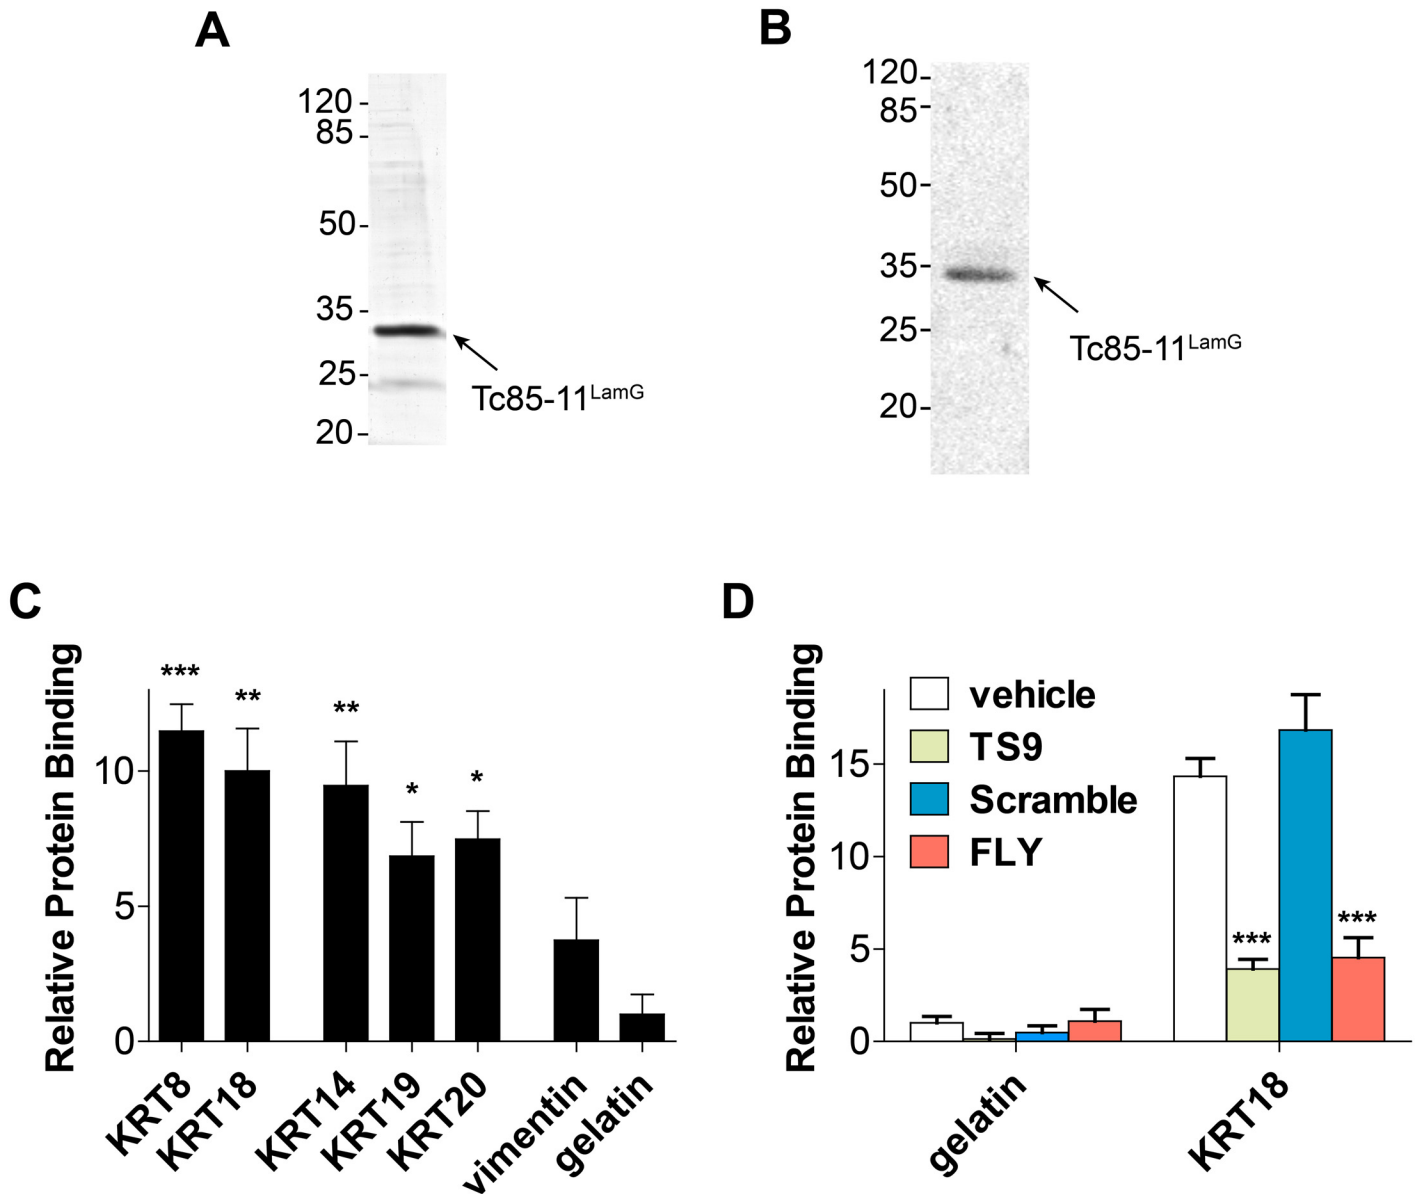 A
120
85
50
35
25
20
Tc85-11LamG
B
120
85
50
35
25
20
Tc85-11LamG
C
Relative Protein Binding
10
5
0
***
**
**
*
*
KRT8
KRT18
KRT14
KRT19
KRT20
vimentin
gelatin
D
Relative Protein Binding
15
10
5
0
vehicle
TS9
Scramble
FLY
***
***
gelatin
KRT18